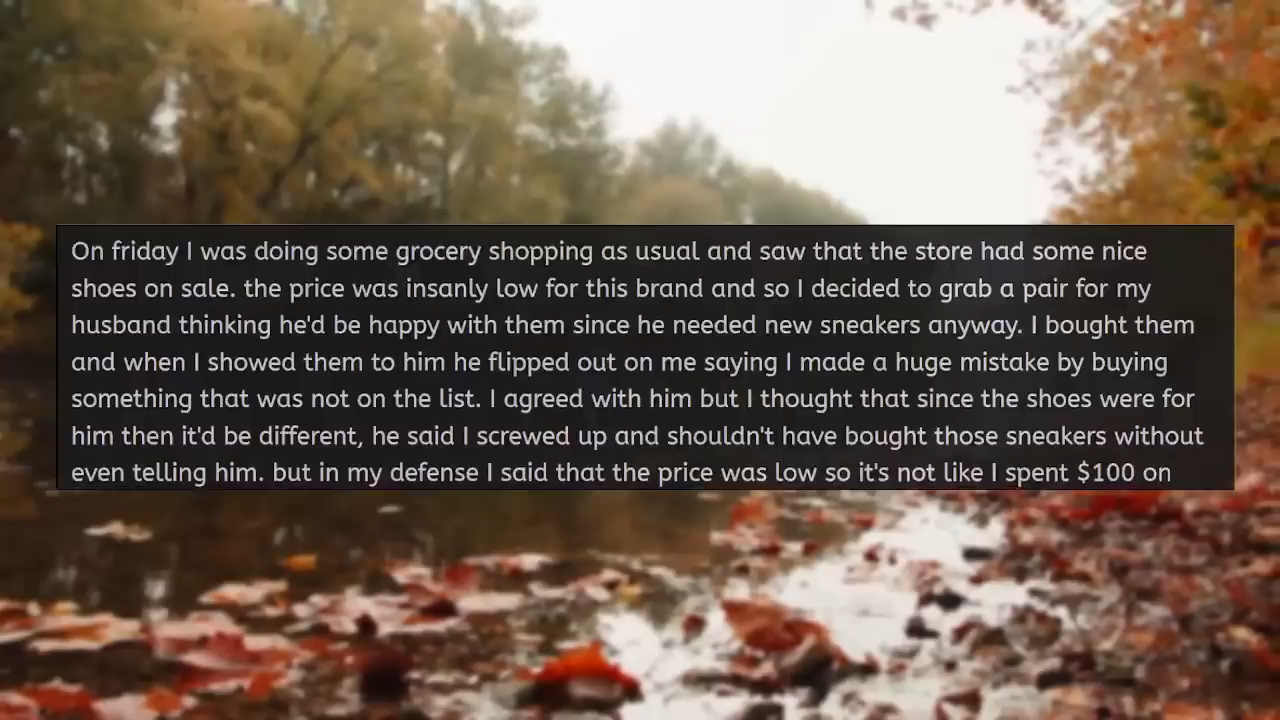 On friday I was doing some grocery shopping as usual and saw that the store had some nice
shoes on sale. the price was insanly low for this brand and so I decided to grab a pair for my
husband thinking he'd be happy with them since he needed new sneakers anyway. I bought them
and when I showed them to him he flipped out on me saying I made a huge mistake by buying
something that was not on the list. I agreed with him but I thought that since the shoes were for
him then it'd be different, he said I screwed up and shouldn't have bought those sneakers without
even telling him. but in my defense I said that the price was low so it's not like I spent $100 on